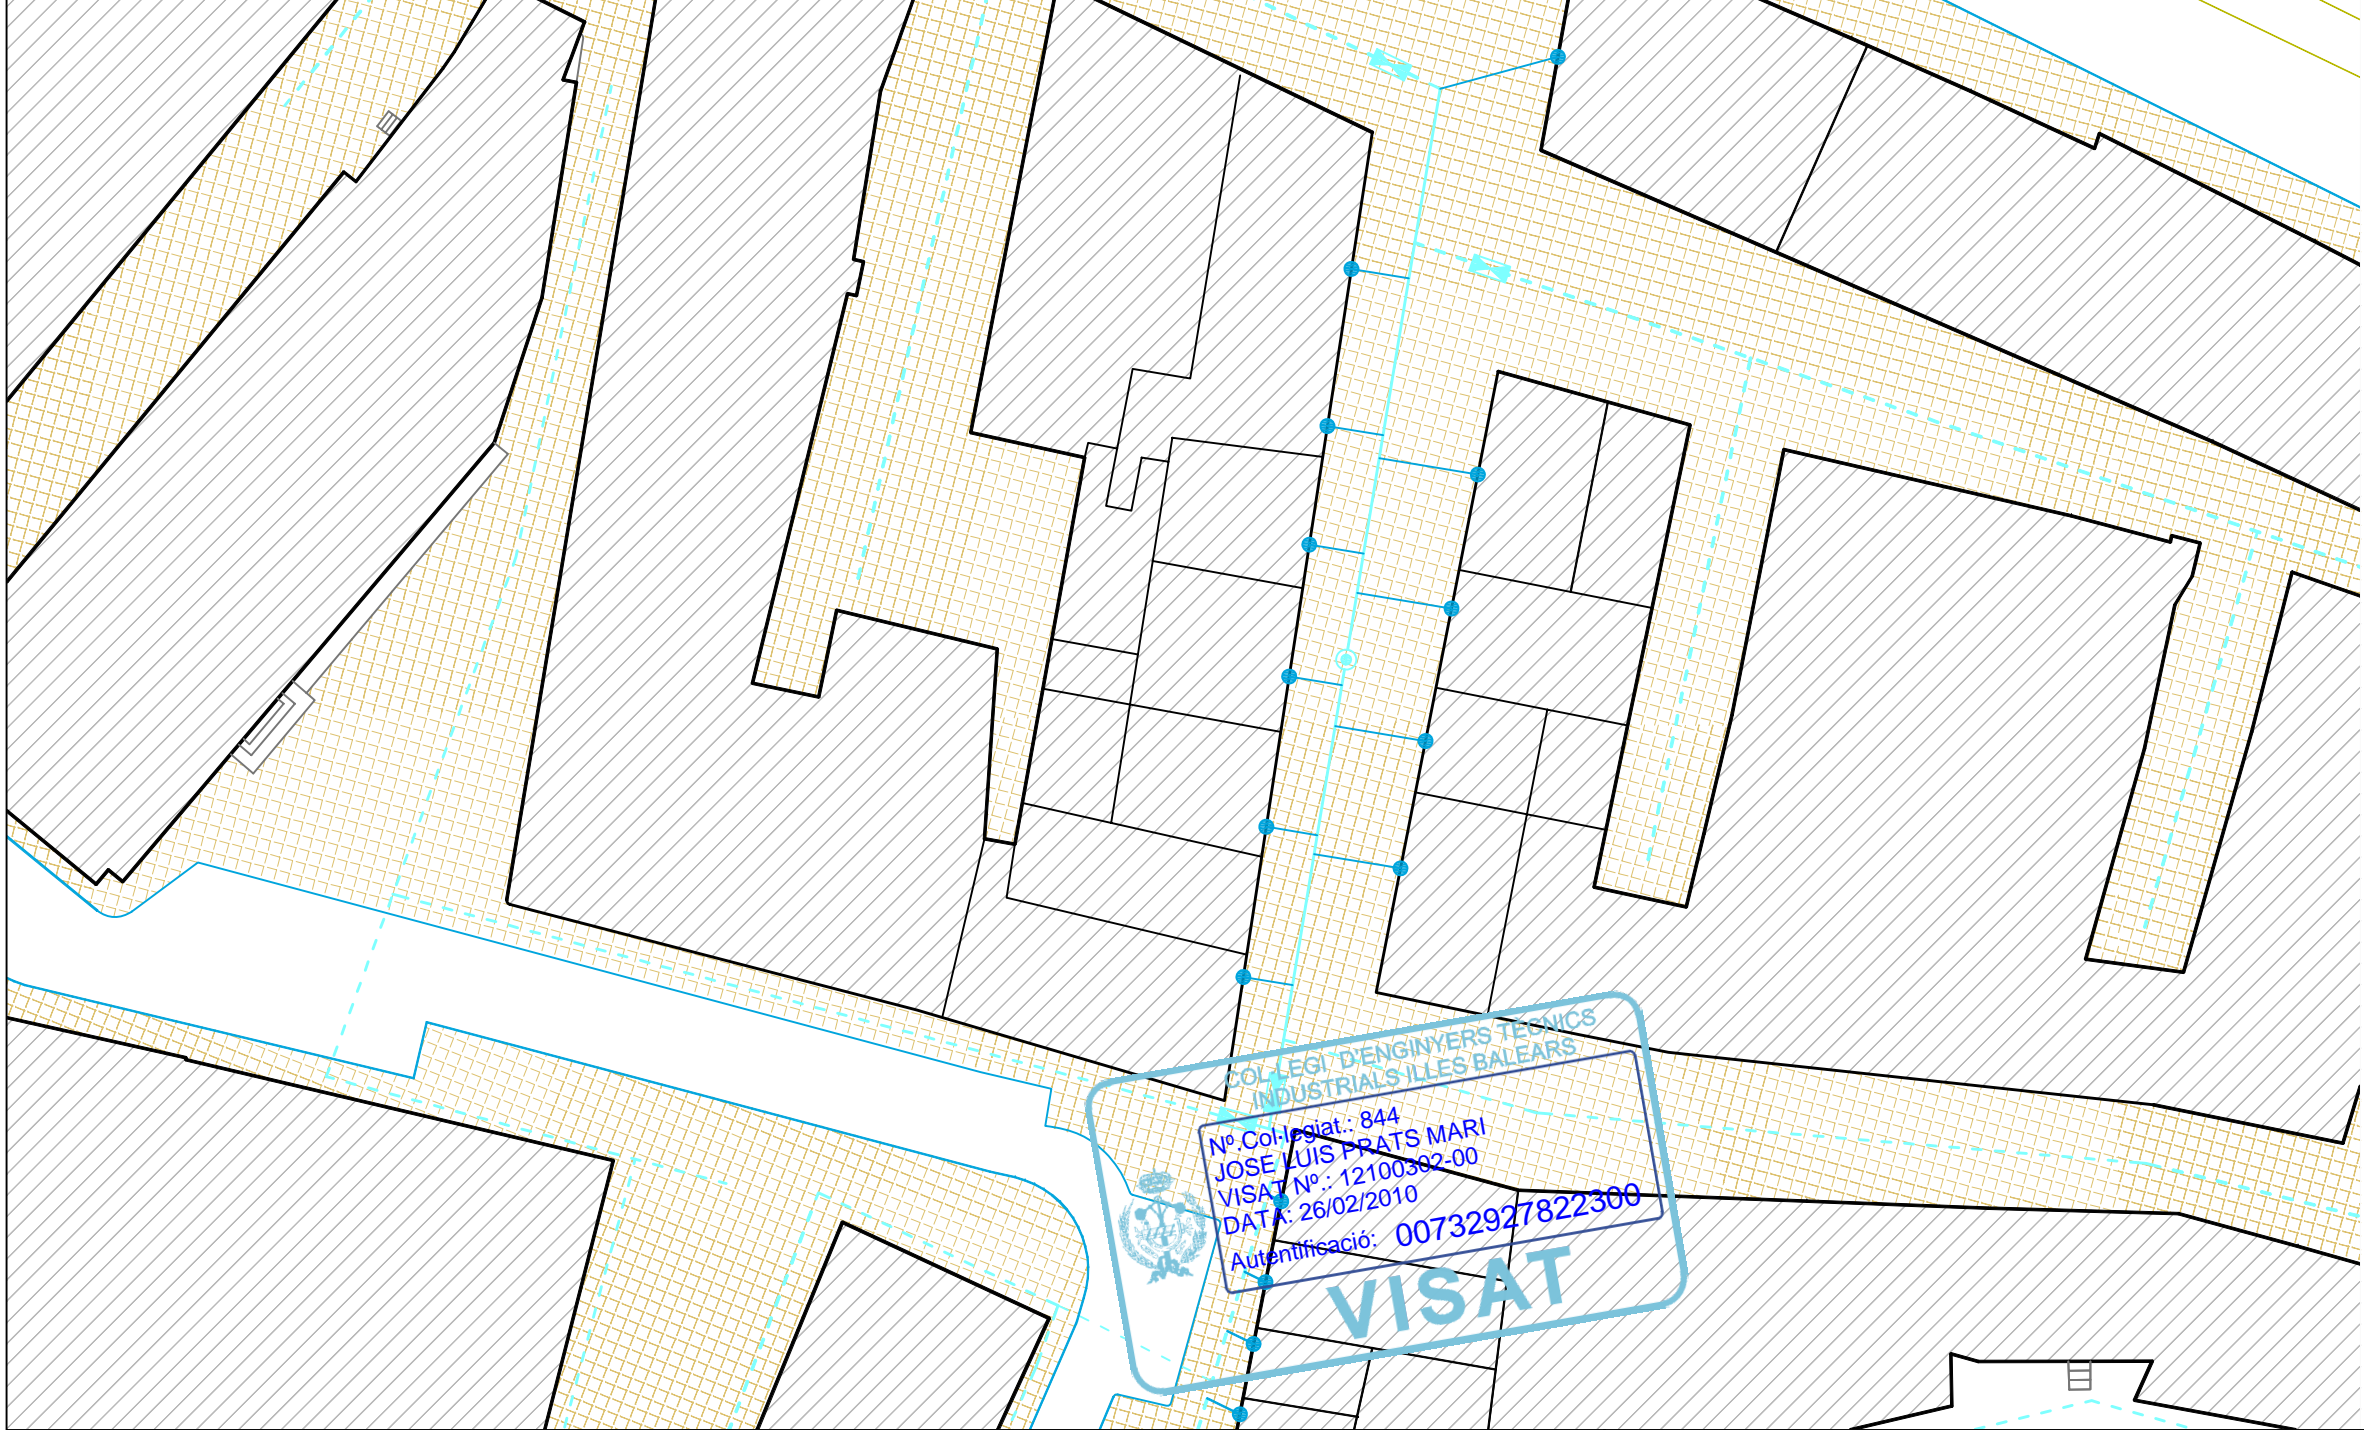 COL·LEGI D'ENGINYERS TÈCNICS
INDUSTRIALS ILLES BALEARS
Nº.Col·legiat.: 844
JOSE LUIS PRATS MARI
VISAT Nº.: 12100302-00
DATA: 26/02/2010
Autentificació: 00732927822300
VISAT